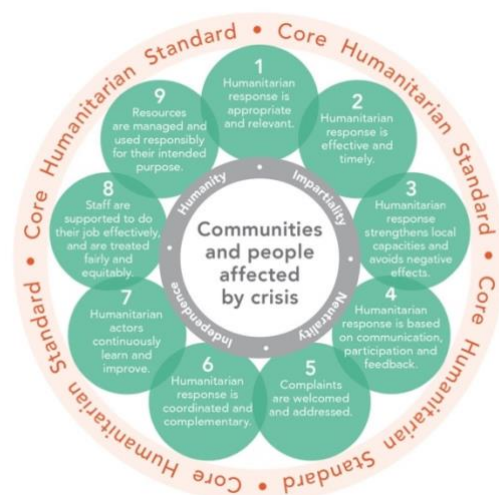 Core Humanitarian Standard • Core Humanitarian Standard • Core Humanitarian Standard • Core Humanitarian Standard •
1
Humanitarian
response is
appropriate
and relevant.
2
Humanitarian
response is
effective and
timely.
3
Humanitarian
response
strengthens local
capacities and
avoids negative
effects.
4
Humanitarian
response is based
on communication,
participation and
feedback.
5
Complaints
are welcomed
and addressed.
6
Humanitarian
response is
coordinated and
complementary.
7
Humanitarian
actors
continuously
learn and
improve.
8
Staff are
supported to do
their job effectively,
and are treated
fairly and
equitably.
9
Resources
are managed and
used responsibly
for their intended
purpose.
Humanity • Impartiality • Neutrality • Independence •
Communities
and people
affected
by crisis